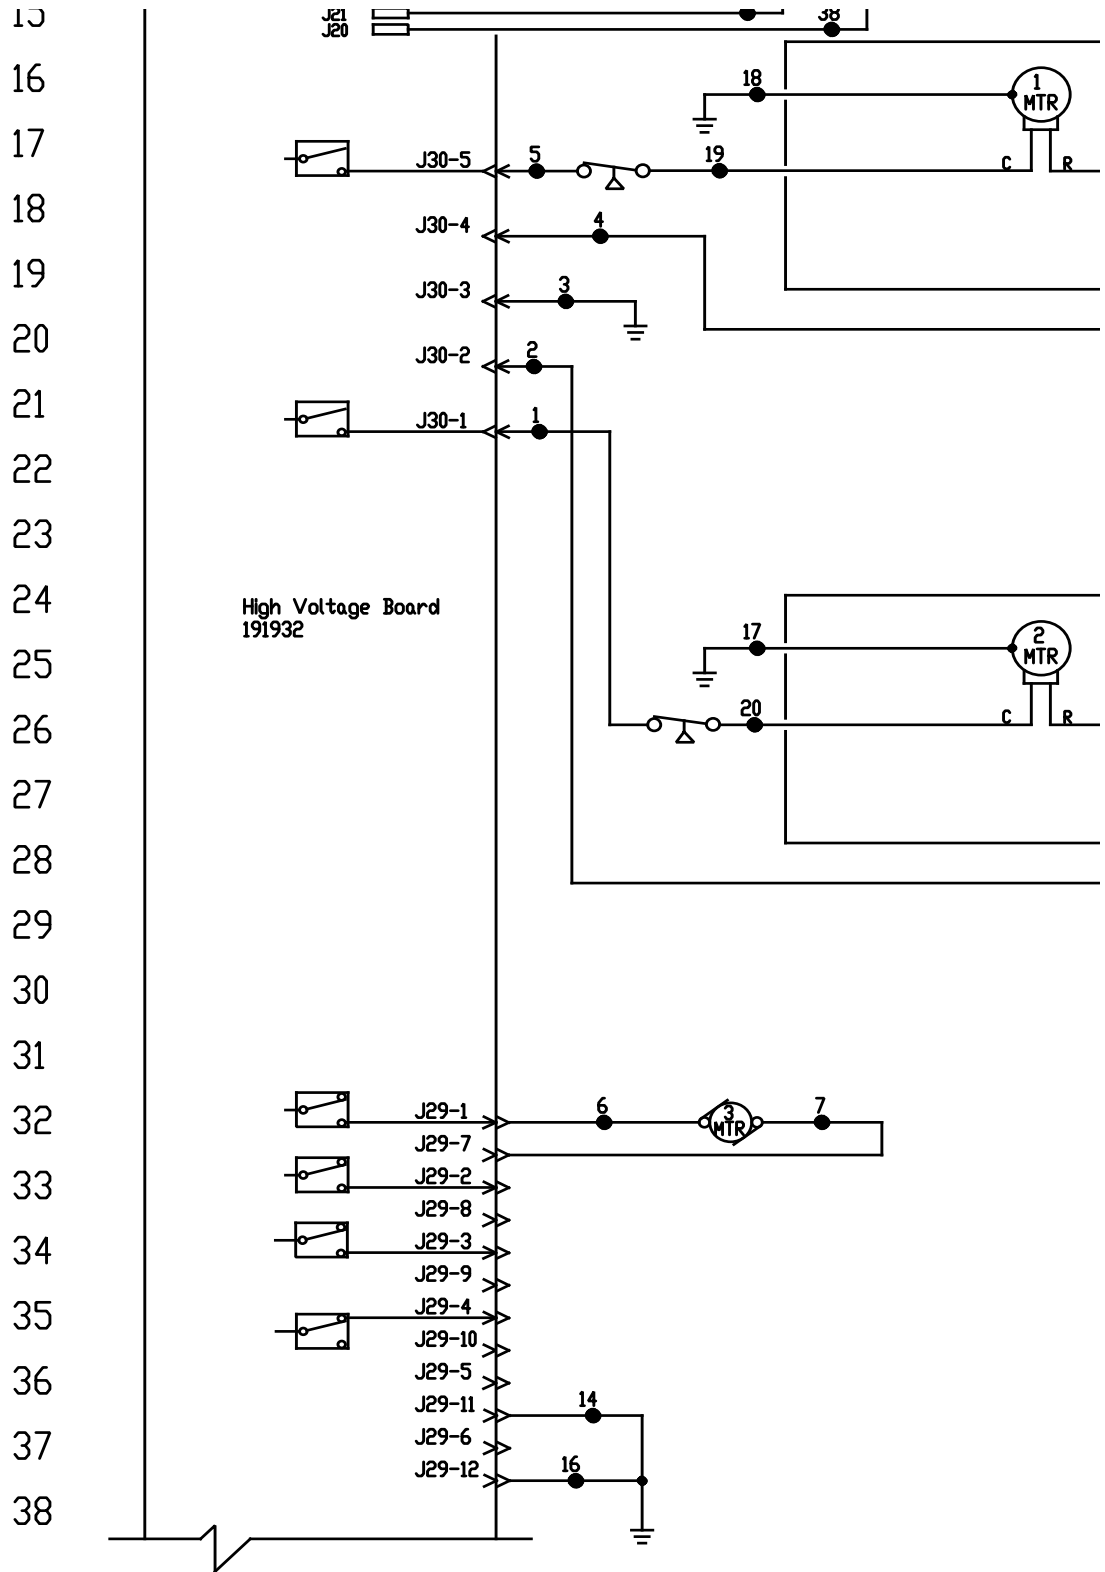 15
J21
J20
38
16
18
1
MTR
17
J30-5
5
19
C
R
18
J30-4
4
19
J30-3
3
20
J30-2
2
21
J30-1
1
22
23
24
High Voltage Board
191932
25
17
2
MTR
26
20
C
R
27
28
29
30
31
32
J29-1
6
3
MTR
7
J29-7
33
J29-2
J29-8
34
J29-3
J29-9
35
J29-4
J29-10
36
J29-5
J29-11
14
37
J29-6
J29-12
16
38